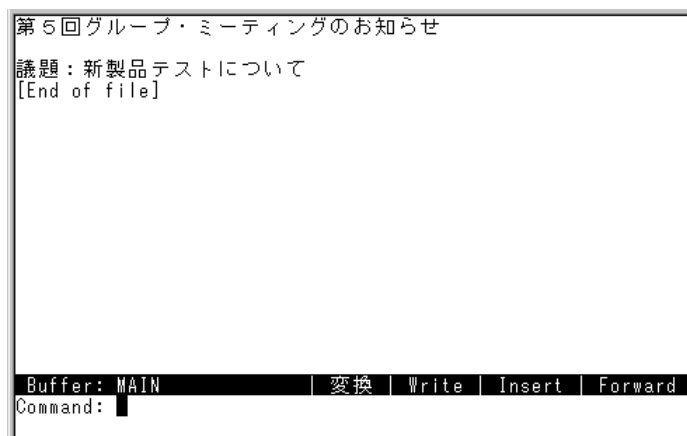 第５回グループ・ミーティングのお知らせ
議題：新製品テストについて
[End of file]
Buffer: MAIN | 変換 | Write | Insert | Forward
Command: